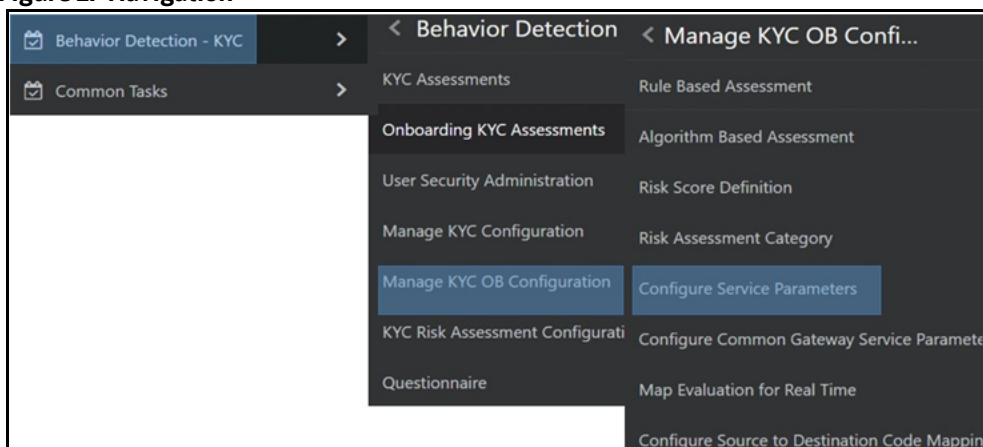 Behavior Detection - KYC
Common Tasks
Behavior Detection
KYC Assessments
Onboarding KYC Assessments
User Security Administration
Manage KYC Configuration
Manage KYC OB Configuration
KYC Risk Assessment Configurati
Questionnaire
Manage KYC OB Confi...
Rule Based Assessment
Algorithm Based Assessment
Risk Score Definition
Risk Assessment Category
Configure Service Parameters
Configure Common Gateway Service Paramete
Map Evaluation for Real Time
Configure Source to Destination Code Mappin